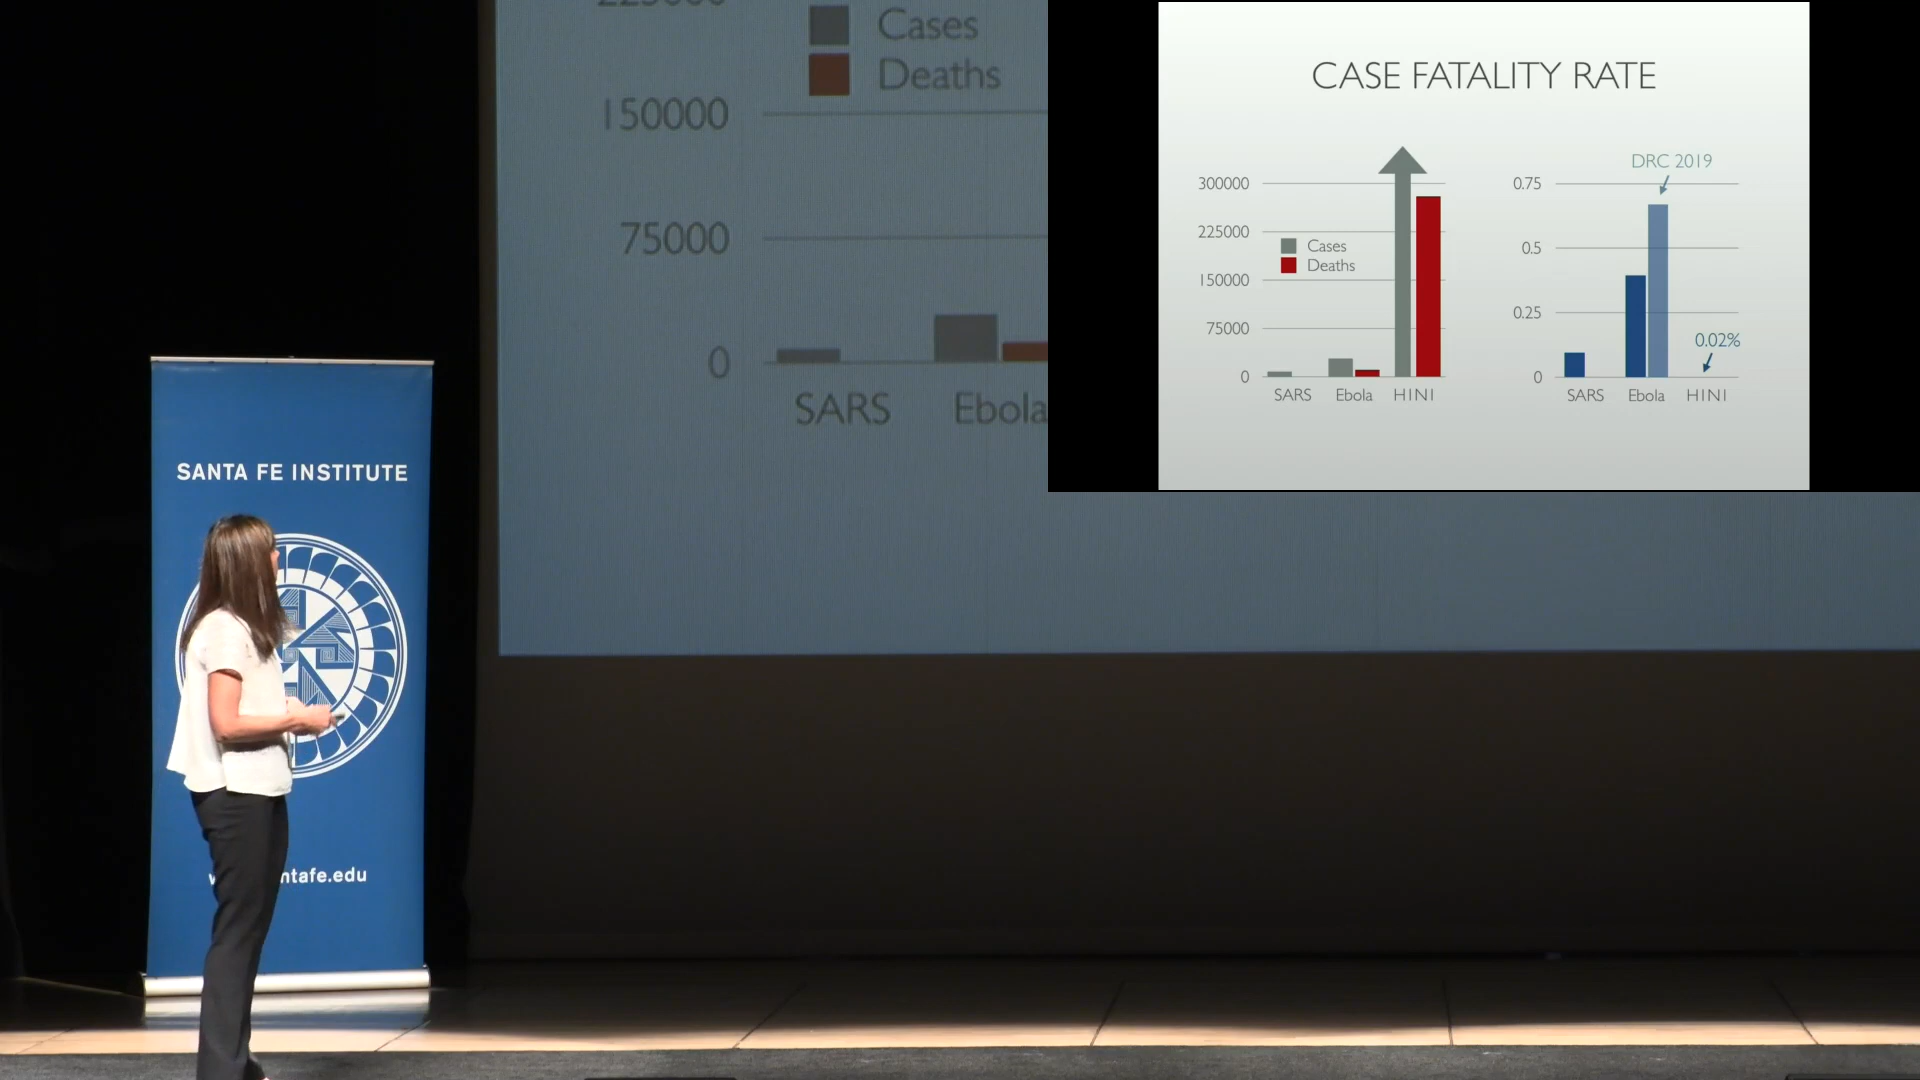 225000
Cases
Deaths
150000
75000
0
SARS
Ebola
CASE FATALITY RATE
300000
225000
150000
75000
0
Cases
Deaths
SARS Ebola HINI
DRC 2019
0.75
0.5
0.25
0
0.02%
SARS Ebola HINI
SANTA FE INSTITUTE
ntafe.edu